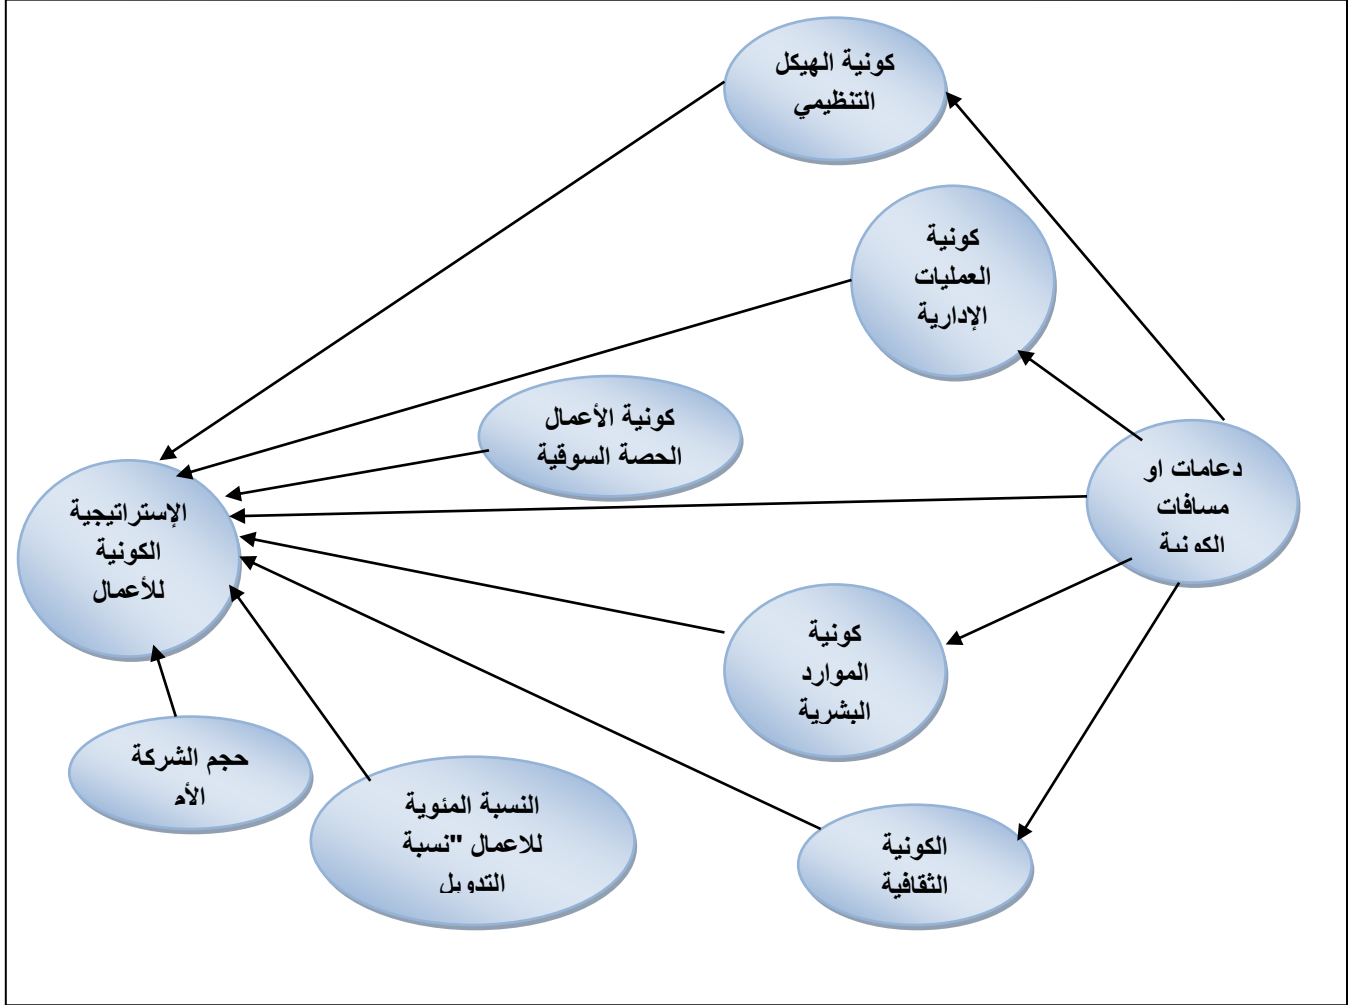 كونية الهيكل
التنظيمي
كونية
العمليات
الإدارية
كونية الأعمال
الحصة السوقية
دعامات او
مسافات
الكونية
الإستراتيجية
الكونية
للأعمال
كونية
الموارد
البشرية
حجم الشركة
الأم
النسبة المئوية
للاعمال "نسبة
التدويل
الكونية
الثقافية